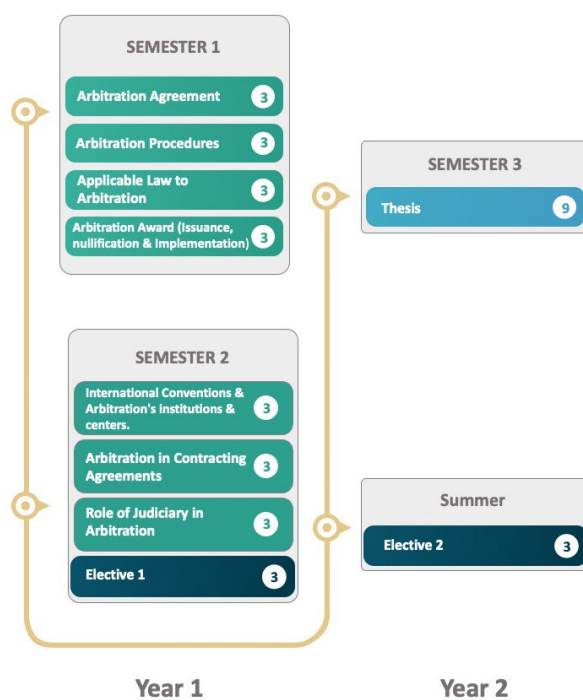 SEMESTER 1
Arbitration Agreement 3
Arbitration Procedures 3
Applicable Law to
Arbitration 3
Arbitration Award (Issuance,
nullification & Implementation) 3
SEMESTER 2
International Conventions &
Arbitration's institutions &
centers. 3
Arbitration in Contracting
Agreements 3
Role of Judiciary in
Arbitration 3
Elective 1 3
Year 1
SEMESTER 3
Thesis 9
Summer
Elective 2 3
Year 2